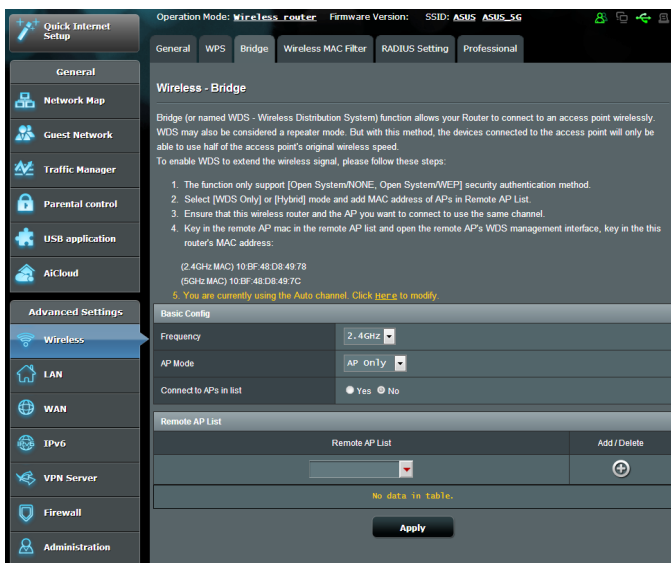 Quick Internet
Setup
Operation Mode: Wireless router Firmware Version: SSID: ASUS ASUS_5G
General WPS Bridge Wireless MAC Filter RADIUS Setting Professional
General
Network Map
Guest Network
Traffic Manager
Parental control
USB application
AiCloud
Advanced Settings
Wireless
LAN
WAN
IPv6
VPN Server
Firewall
Administration
Wireless - Bridge
Bridge (or named WDS - Wireless Distribution System) function allows your Router to connect to an access point wirelessly.
WDS may also be considered a repeater mode. But with this method, the devices connected to the access point will only be
able to use half of the access point's original wireless speed.
To enable WDS to extend the wireless signal, please follow these steps:
1. The function only support [Open System/NONE, Open System/WEP] security authentication method.
2. Select [WDS Only] or [Hybrid] mode and add MAC address of APs in Remote AP List.
3. Ensure that this wireless router and the AP you want to connect to use the same channel.
4. Key in the remote AP mac in the remote AP list and open the remote AP's WDS management interface, key in the this
router's MAC address:
(2.4GHz MAC) 10:BF:48:D8:49:78
(5GHz MAC) 10:BF:48:D8:49:7C
5. You are currently using the Auto channel. Click Here to modify.
Basic Config
Frequency 2.4GHz
AP Mode AP Only
Connect to APs in list Yes No
Remote AP List
Remote AP List Add / Delete
No data in table.
Apply